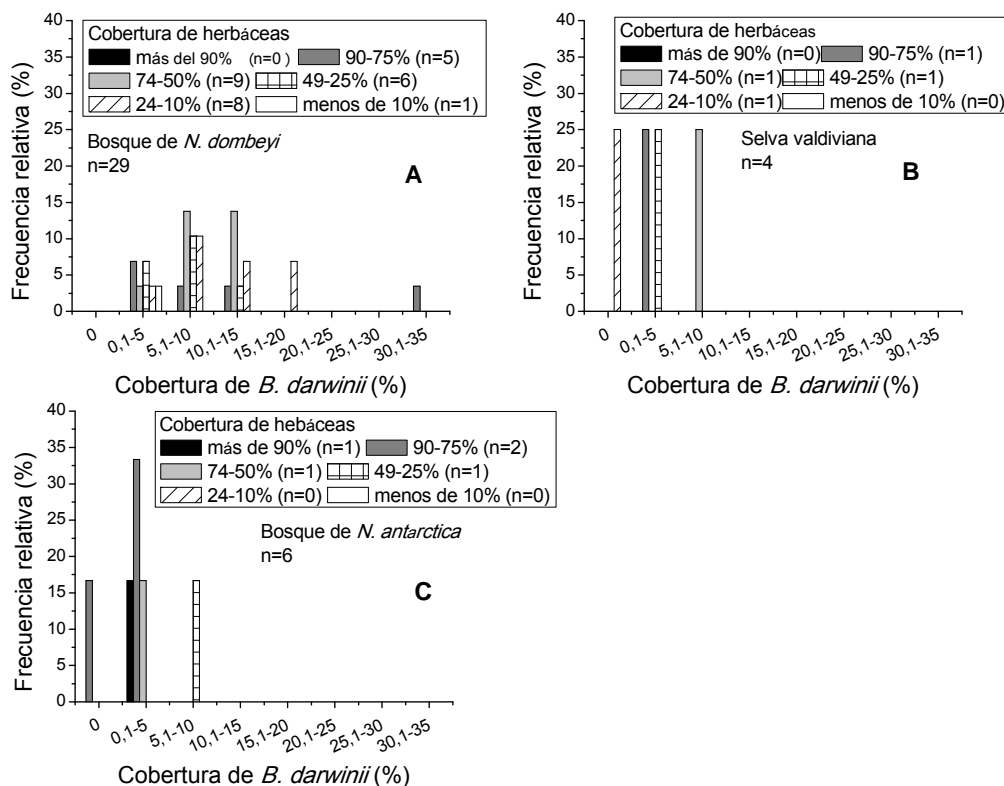 Cobertura de herbáceas
más del 90% (n=0) 90-75% (n=5)
74-50% (n=9) 49-25% (n=6)
24-10% (n=8) menos de 10% (n=1)
Bosque de N. dombeyi
n=29
A
Frecuencia relativa (%)
40
35
30
25
20
15
10
5
0
0 0,1-5 5,1-10 10,1-15 15,1-20 20,1-25 25,1-30 30,1-35
Cobertura de B. darwinii (%)
Cobertura de herbáceas
más de 90% (n=0) 90-75% (n=1)
74-50% (n=1) 49-25% (n=1)
24-10% (n=1) menos de 10% (n=0)
Selva valdiviana
n=4
B
Frecuencia relativa (%)
40
35
30
25
20
15
10
5
0
0 0,1-5 5,1-10 10,1-15 15,1-20 20,1-25 25,1-30 30,1-35
Cobertura de B. darwinii (%)
Cobertura de hebáceas
más de 90% (n=1) 90-75% (n=2)
74-50% (n=1) 49-25% (n=1)
24-10% (n=0) menos de 10% (n=0)
Bosque de N. antarctica
n=6
C
Frecuencia relativa (%)
40
35
30
25
20
15
10
5
0
0 0,1-5 5,1-10 10,1-15 15,1-20 20,1-25 25,1-30 30,1-35
Cobertura de B. darwinii (%)